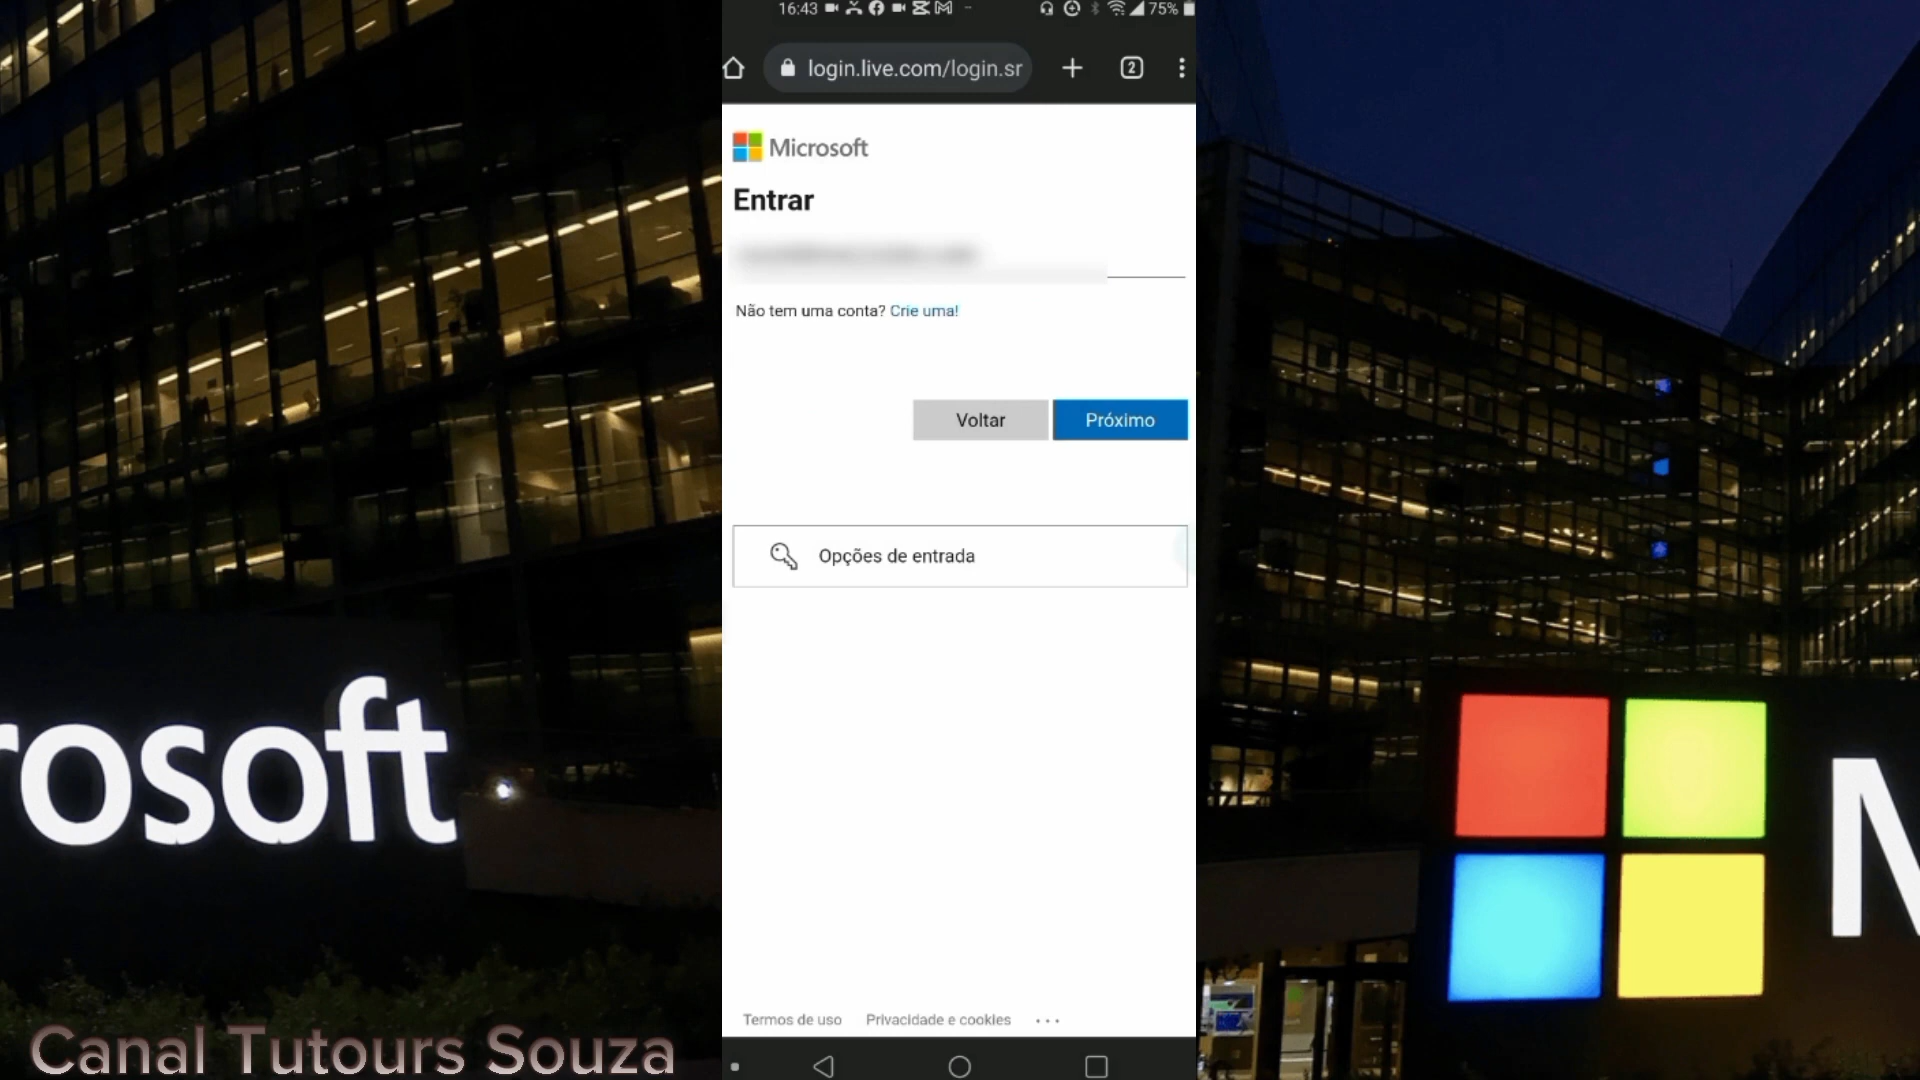 16:43
75%
login.live.com/login.sr
2
Microsoft
Entrar
Não tem uma conta? Crie uma!
Voltar
Próximo
Opções de entrada
Termos de uso
Privacidade e cookies
rosoft
M
Canal Tutours Souza